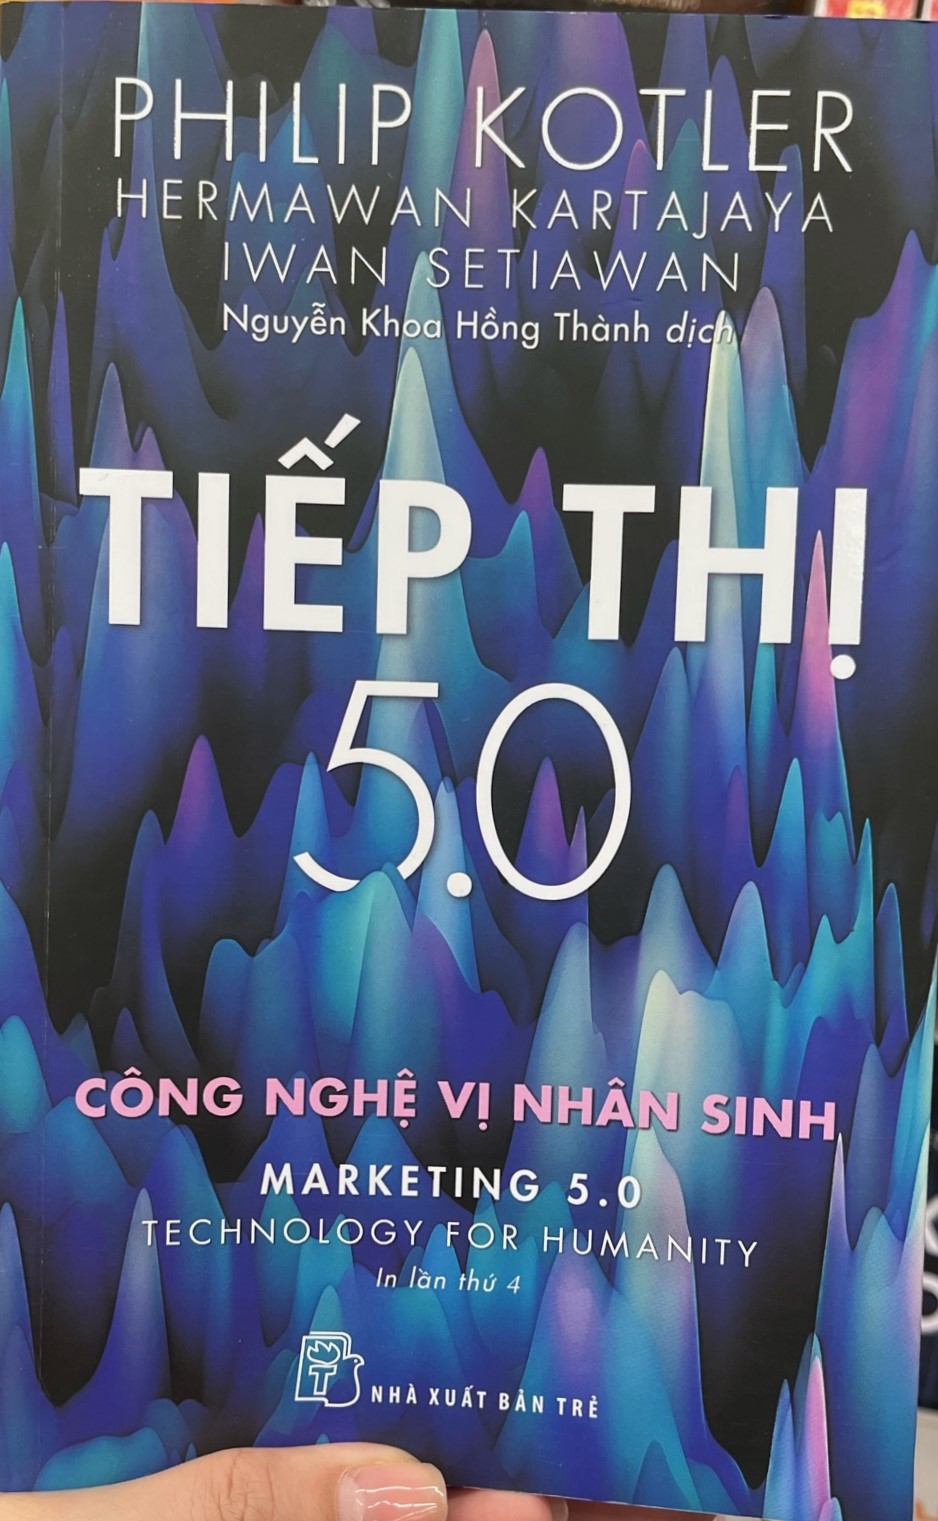 PHILIP KOTLER
HERMAWAN KARTAJAYA
IWAN SETIAWAN
Nguyễn Khoa Hồng Thành dịch
TIẾP THỊ
5.0
CÔNG NGHỆ VỊ NHÂN SINH
MARKETING 5.0
TECHNOLOGY FOR HUMANITY
In lần thứ 4
NHÀ XUẤT BẢN TRẺ